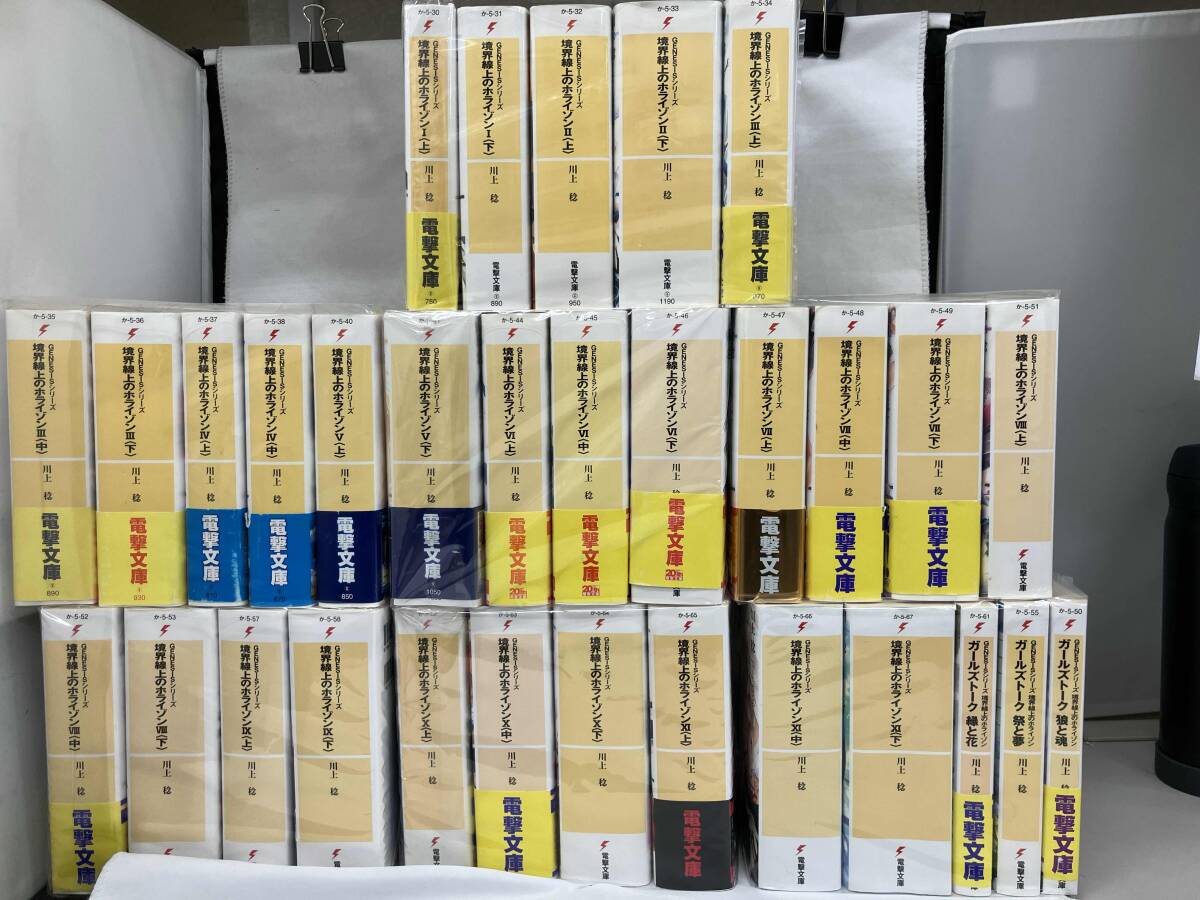 か-5-30
GENESISシリーズ
境界線上のホライゾンⅠ〈上〉
川上 稔
電撃文庫
780
か-5-31
GENESISシリーズ
境界線上のホライゾンⅠ〈下〉
川上 稔
電撃文庫
890
か-5-32
GENESISシリーズ
境界線上のホライゾンⅡ〈上〉
川上 稔
電撃文庫
950
か-5-33
GENESISシリーズ
境界線上のホライゾンⅡ〈下〉
川上 稔
電撃文庫
1190
か-5-34
GENESISシリーズ
境界線上のホライゾンⅢ〈上〉
川上 稔
電撃文庫
870
か-5-35
GENESISシリーズ
境界線上のホライゾンⅢ〈中〉
川上 稔
電撃文庫
890
か-5-36
GENESISシリーズ
境界線上のホライゾンⅢ〈下〉
川上 稔
電撃文庫
930
か-5-37
GENESISシリーズ
境界線上のホライゾンⅣ〈上〉
川上 稔
電撃文庫
810
か-5-38
GENESISシリーズ
境界線上のホライゾンⅣ〈中〉
川上 稔
電撃文庫
870
か-5-40
GENESISシリーズ
境界線上のホライゾンⅤ〈上〉
川上 稔
電撃文庫
850
か-5-41
GENESISシリーズ
境界線上のホライゾンⅤ〈下〉
川上 稔
電撃文庫
1050
か-5-44
GENESISシリーズ
境界線上のホライゾンⅥ〈上〉
川上 稔
電撃文庫
か-5-45
GENESISシリーズ
境界線上のホライゾンⅥ〈中〉
川上 稔
電撃文庫
か-5-46
GENESISシリーズ
境界線上のホライゾンⅥ〈下〉
川上
電撃文庫
か-5-47
GENESISシリーズ
境界線上のホライゾンⅦ〈上〉
川上 稔
電撃文庫
か-5-48
GENESISシリーズ
境界線上のホライゾンⅦ〈中〉
川上 稔
電撃文庫
か-5-49
GENESISシリーズ
境界線上のホライゾンⅦ〈下〉
川上 稔
電撃文庫
か-5-51
GENESISシリーズ
境界線上のホライゾンⅧ〈上〉
川上 稔
電撃文庫
か-5-52
GENESISシリーズ
境界線上のホライゾンⅧ〈中〉
川上 稔
電撃文庫
か-5-53
GENESISシリーズ
境界線上のホライゾンⅧ〈下〉
川上 稔
か-5-57
GENESISシリーズ
境界線上のホライゾンⅨ〈上〉
川上 稔
か-5-58
GENESISシリーズ
境界線上のホライゾンⅨ〈下〉
川上 稔
電
か-5-63
GENESISシリーズ
境界線上のホライゾンⅩ〈上〉
川上 稔
電撃文庫
GENESISシリーズ
境界線上のホライゾンⅩ〈中〉
川上 稔
電撃文庫
か-5-64
GENESISシリーズ
境界線上のホライゾンⅩ〈下〉
川上 稔
電撃文庫
か-5-65
GENESISシリーズ
境界線上のホライゾンⅪ〈上〉
川上 稔
電撃文庫
か-5-66
GENESISシリーズ
境界線上のホライゾンⅪ〈中〉
川上 稔
電撃文庫
か-5-67
GENESISシリーズ
境界線上のホライゾンⅪ〈下〉
川上 稔
電撃文庫
か-5-61
GENESISシリーズ 境界線上のホライゾン
ガールズトーク 縁と花
川上 稔
電撃文庫
か-5-55
GENESISシリーズ 境界線上のホライゾン
ガールズトーク 祭と夢
川上 稔
電撃文庫
か-5-50
GENESISシリーズ 境界線上のホライゾン
ガールズトーク 狼と魂
川上 稔
電撃文庫